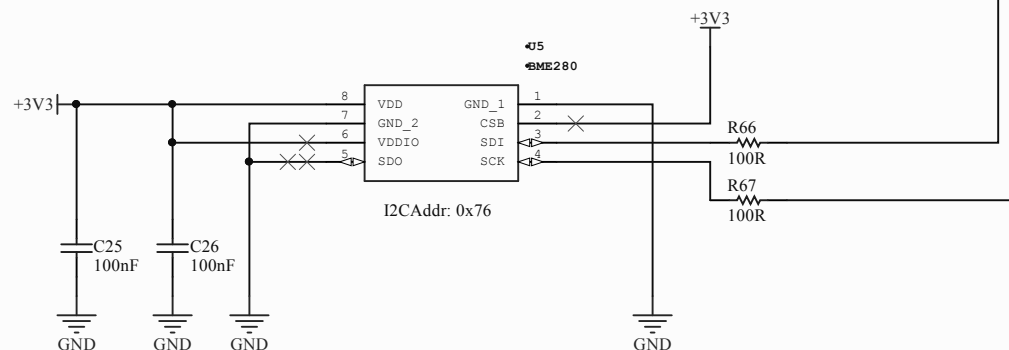 +3V3
U5
BME280
+3V3
8 VDD GND_1 1
7 GND_2 CSB 2
6 VDDIO SDI 3
5 SDO SCK 4
R66
100R
R67
100R
I2CAddr: 0x76
C25
100nF
C26
100nF
GND
GND
GND
GND